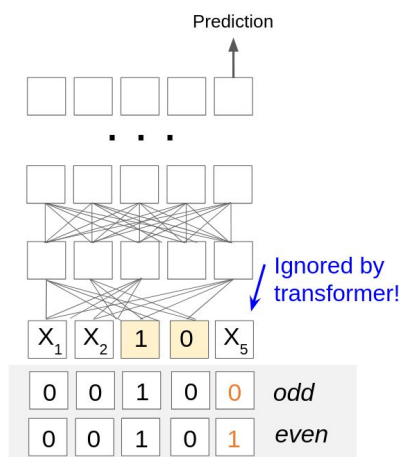 Prediction
. . .
Ignored by
transformer!
X1 X2 1 0 X5
0 0 1 0 0 odd
0 0 1 0 1 even